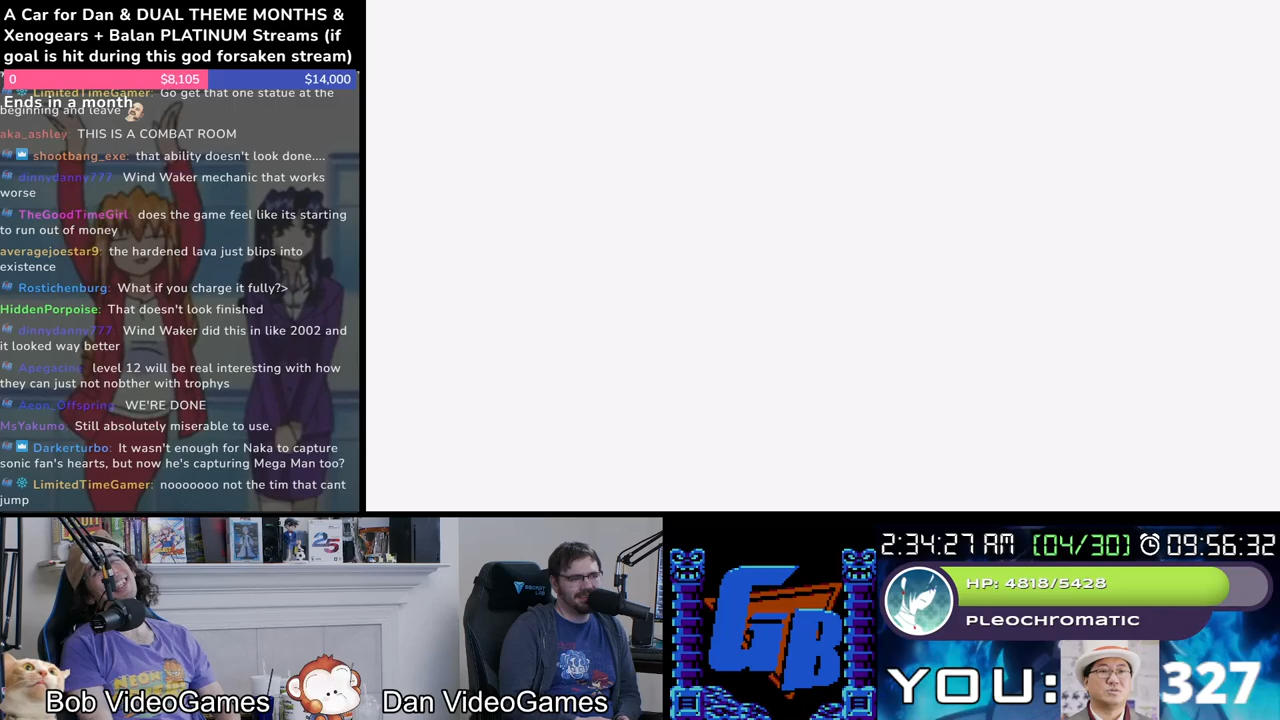 A Car for Dan & DUAL THEME MONTHS &
Xenogears + Balan PLATINUM Streams (if
goal is hit during this god forsaken stream)
0 $8,105 $14,000
LimitedTimeGamer: Go get that one statue at the
Ends in a month
beginning and leave
aka_ashley: THIS IS A COMBAT ROOM
shootbang_exe: that ability doesn't look done....
dinnydanny777: Wind Waker mechanic that works
worse
TheGoodTimeGirl: does the game feel like its starting
to run out of money
averagejoestar9: the hardened lava just blips into
existence
Rostichenburg: What if you charge it fully?>
HiddenPorpoise: That doesn't look finished
dinnydanny777: Wind Waker did this in like 2002 and
it looked way better
Apegacine: level 12 will be real interesting with how
they can just not nobther with trophys
Aeon_Offspring: WE'RE DONE
MsYakumo: Still absolutely miserable to use.
Darkerturbo: It wasn't enough for Naka to capture
sonic fan's hearts, but now he's capturing Mega Man too?
LimitedTimeGamer: nooooooo not the tim that cant
jump
25
SECRET LAB
Bob VideoGames
Dan VideoGames
GB
2:34:27 AM [04/30] 09:56:32
HP: 4818/5428
Pleochromatic
YOU: 327